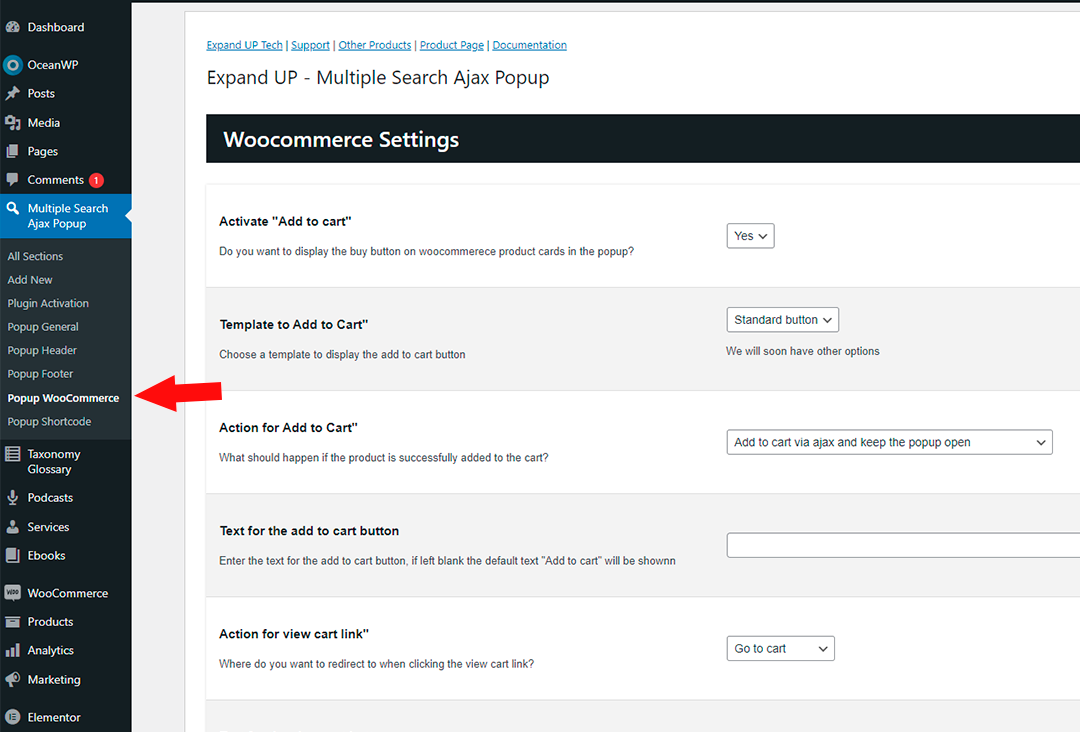 Dashboard
OceanWP
Posts
Media
Pages
Comments 1
Multiple Search
Ajax Popup
All Sections
Add New
Plugin Activation
Popup General
Popup Header
Popup Footer
Popup WooCommerce
Popup Shortcode
Taxonomy
Glossary
Podcasts
Services
Ebooks
WooCommerce
Products
Analytics
Marketing
Elementor
Expand UP Tech | Support | Other Products | Product Page | Documentation
Expand UP - Multiple Search Ajax Popup
Woocommerce Settings
Activate "Add to cart"
Do you want to display the buy button on woocommerece product cards in the popup?
Yes
Template to Add to Cart"
Choose a template to display the add to cart button
Standard button
We will soon have other options
Action for Add to Cart"
What should happen if the product is successfully added to the cart?
Add to cart via ajax and keep the popup open
Text for the add to cart button
Enter the text for the add to cart button, if left blank the default text "Add to cart" will be shownn
Action for view cart link"
Where do you want to redirect to when clicking the view cart link?
Go to cart